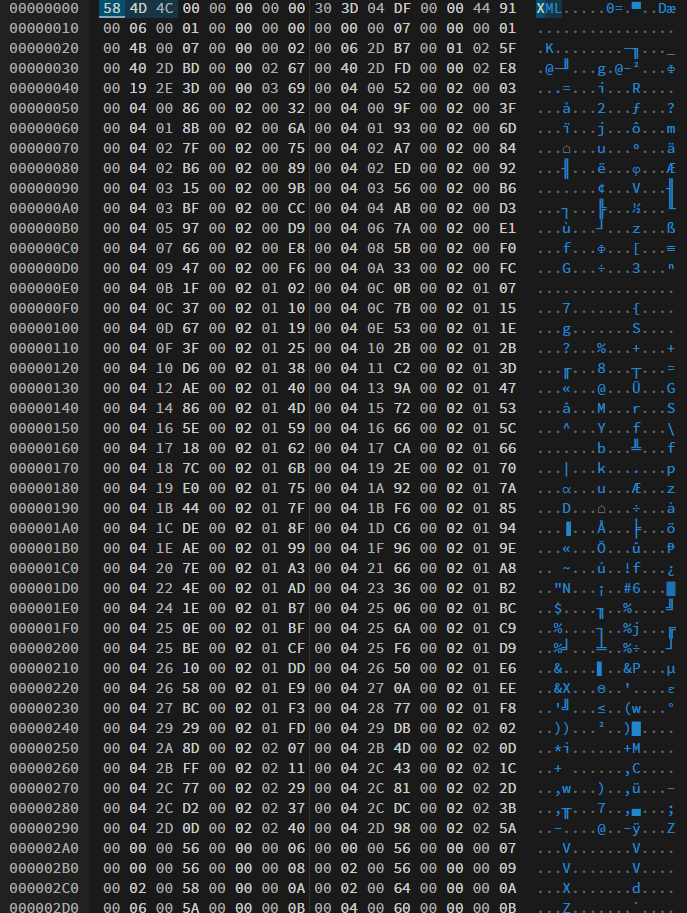 00000000 58 4D 4C 00 00 00 00 00 30 3D 04 DF 00 00 44 91 XML.....0=.▀..Dæ
00000010 00 06 00 01 00 00 00 00 00 00 00 07 00 00 00 01 ................
00000020 00 4B 00 07 00 00 00 02 00 06 2D B7 00 01 02 5F .K........-╖..._
00000030 00 40 2D BD 00 00 02 67 00 40 2D FD 00 00 02 E8 .@-╜...g.@-²...Φ
00000040 00 19 2E 3D 00 00 03 69 00 04 00 52 00 02 00 03 ...=...i...R....
00000050 00 04 00 86 00 02 00 32 00 04 00 9F 00 02 00 3F ...å...2...ƒ...?
00000060 00 04 01 8B 00 02 00 6A 00 04 01 93 00 02 00 6D ...ï...j...ô...m
00000070 00 04 02 7F 00 02 00 75 00 04 02 A7 00 02 00 84 ...⌂...u...º...ä
00000080 00 04 02 B6 00 02 00 89 00 04 02 ED 00 02 00 92 ...╢...ë...φ...Æ
00000090 00 04 03 15 00 02 00 9B 00 04 03 56 00 02 00 B6 .......¢...V...╢
000000A0 00 04 03 BF 00 02 00 CC 00 04 04 AB 00 02 00 D3 ...┐...╠...½...╙
000000B0 00 04 05 97 00 02 00 D9 00 04 06 7A 00 02 00 E1 ...ù...┘...z...ß
000000C0 00 04 07 66 00 02 00 E8 00 04 08 5B 00 02 00 F0 ...f...Φ...[...≡
000000D0 00 04 09 47 00 02 00 F6 00 04 0A 33 00 02 00 FC ...G...÷...3...ⁿ
000000E0 00 04 0B 1F 00 02 01 02 00 04 0C 0B 00 02 01 07 ................
000000F0 00 04 0C 37 00 02 01 10 00 04 0C 7B 00 02 01 15 ...7.......{....
00000100 00 04 0D 67 00 02 01 19 00 04 0E 53 00 02 01 1E ...g.......S....
00000110 00 04 0F 3F 00 02 01 25 00 04 10 2B 00 02 01 2B ...?...%...+...+
00000120 00 04 10 D6 00 02 01 38 00 04 11 C2 00 02 01 3D ...╓...8...┬...=
00000130 00 04 12 AE 00 02 01 40 00 04 13 9A 00 02 01 47 ...«...@...Ü...G
00000140 00 04 14 86 00 02 01 4D 00 04 15 72 00 02 01 53 ...å...M...r...S
00000150 00 04 16 5E 00 02 01 59 00 04 16 66 00 02 01 5C ...^...Y...f...\
00000160 00 04 17 18 00 02 01 62 00 04 17 CA 00 02 01 66 .......b...╩...f
00000170 00 04 18 7C 00 02 01 6B 00 04 19 2E 00 02 01 70 ...|...k.......p
00000180 00 04 19 E0 00 02 01 75 00 04 1A 92 00 02 01 7A ...α...u...Æ...z
00000190 00 04 1B 44 00 02 01 7F 00 04 1B F6 00 02 01 85 ...D...⌂...÷...à
000001A0 00 04 1C DE 00 02 01 8F 00 04 1D C6 00 02 01 94 ...▐...Å...╞...ö
000001B0 00 04 1E AE 00 02 01 99 00 04 1F 96 00 02 01 9E ...«...Ö...û...₧
000001C0 00 04 20 7E 00 02 01 A3 00 04 21 66 00 02 01 A8 .. ~...ú..!f...¿
000001D0 00 04 22 4E 00 02 01 AD 00 04 23 36 00 02 01 B2 .."N...¡..#6...▓
000001E0 00 04 24 1E 00 02 01 B7 00 04 25 06 00 02 01 BC ..$....╖..%....╝
000001F0 00 04 25 0E 00 02 01 BF 00 04 25 6A 00 02 01 C9 ..%....┐..%j...╔
00000200 00 04 25 BE 00 02 01 CF 00 04 25 F6 00 02 01 D9 ..%╛...╧..%÷...┘
00000210 00 04 26 10 00 02 01 DD 00 04 26 50 00 02 01 E6 ..&....▌..&P...µ
00000220 00 04 26 58 00 02 01 E9 00 04 27 0A 00 02 01 EE ..&X...Θ..'....ε
00000230 00 04 27 BC 00 02 01 F3 00 04 28 77 00 02 01 F8 ..'╝...≤..(w...°
00000240 00 04 29 29 00 02 01 FD 00 04 29 DB 00 02 02 02 ..))...²..)█....
00000250 00 04 2A 8D 00 02 02 07 00 04 2B 4D 00 02 02 0D ..*ì......+M....
00000260 00 04 2B FF 00 02 02 11 00 04 2C 43 00 02 02 1C ..+ ......,C....
00000270 00 04 2C 77 00 02 02 29 00 04 2C 81 00 02 02 2D ..,w...)..,ü...-
00000280 00 04 2C D2 00 02 02 37 00 04 2C DC 00 02 02 3B ..,╥...7..,▄...;
00000290 00 04 2D 0D 00 02 02 40 00 04 2D 98 00 02 02 5A ..-....@..-ÿ...Z
000002A0 00 00 00 56 00 00 00 06 00 00 00 56 00 00 00 07 ...V.......V....
000002B0 00 00 00 56 00 00 00 08 00 02 00 56 00 00 00 09 ...V.......V....
000002C0 00 02 00 58 00 00 00 0A 00 02 00 64 00 00 00 0A ...X.......d....
000002D0 00 06 00 5A 00 00 00 0B 00 04 00 60 00 00 00 0B ...Z.......`....